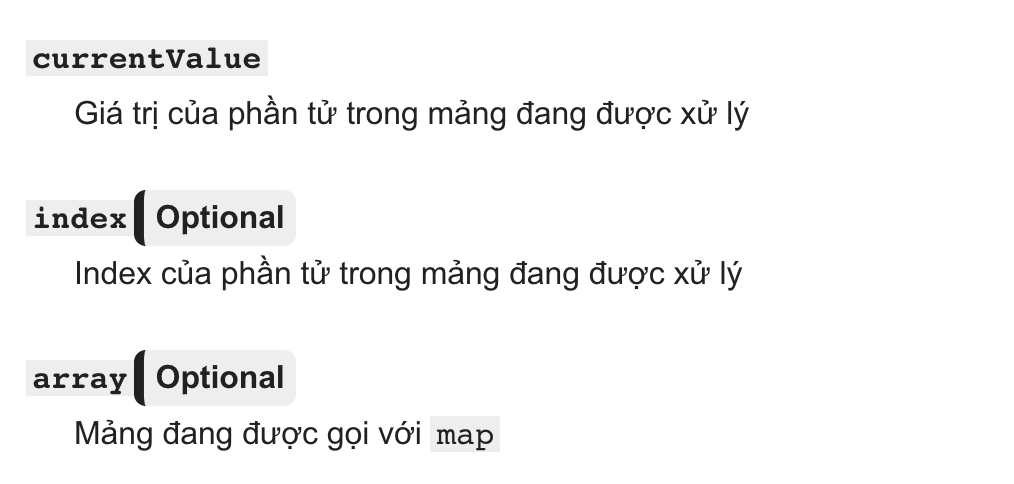 currentValue
Giá trị của phần tử trong mảng đang được xử lý
index Optional
Index của phần tử trong mảng đang được xử lý
array Optional
Mảng đang được gọi với map